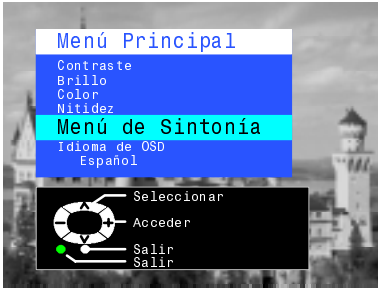 Menú Principal
Contraste
Brillo
Color
Nitidez
Menú de Sintonía
Idioma de OSD
Español
Seleccionar
Acceder
Salir
Salir